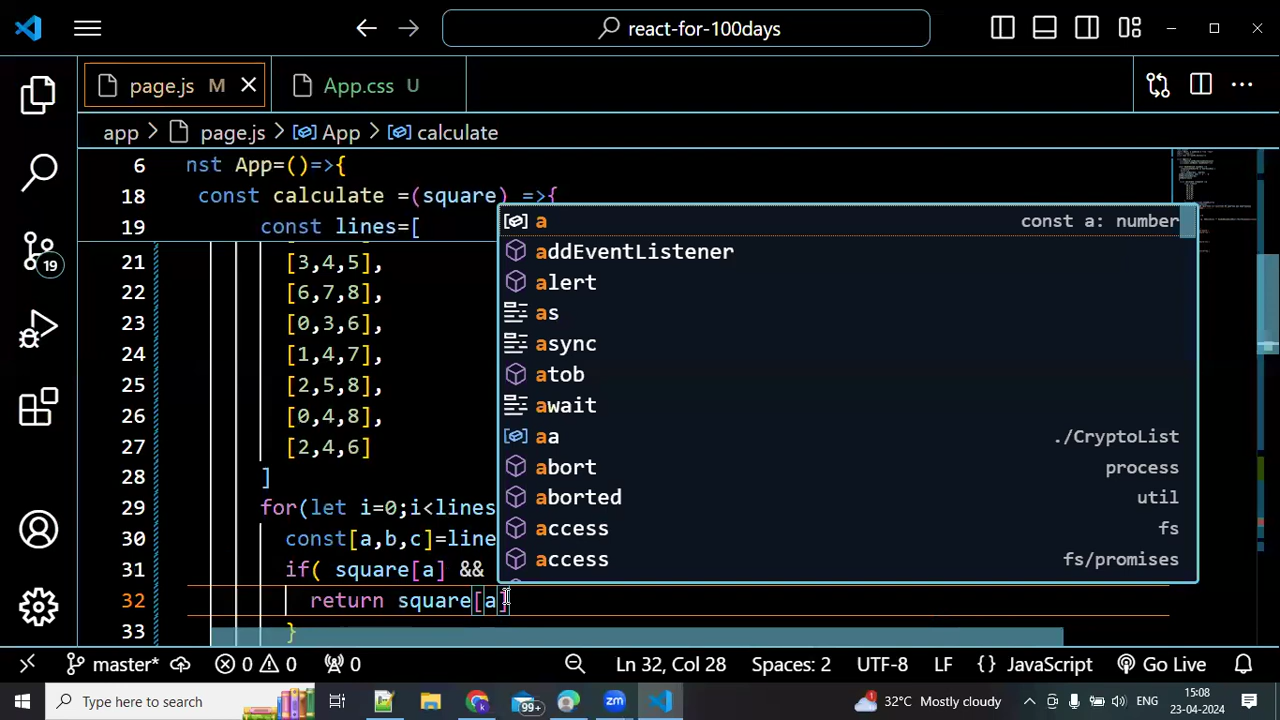 react-for-100days
page.js M
App.css U
app > page.js > App > calculate
6 nst App=()=>{
18 const calculate =(square) =>{
19 const lines=[
21 [3,4,5],
22 [6,7,8],
23 [0,3,6],
24 [1,4,7],
25 [2,5,8],
26 [0,4,8],
27 [2,4,6]
28 ]
29 for(let i=0;i<lines
30 const[a,b,c]=line
31 if( square[a] &&
32 return square[a]
33 }
a const a: number
addEventListener
alert
as
async
atob
await
aa ./CryptoList
abort process
aborted util
access fs
access fs/promises
19
master* 0 0 0 Ln 32, Col 28 Spaces: 2 UTF-8 LF {} JavaScript Go Live
Type here to search
99+
zm
32°C Mostly cloudy
ENG
15:08
23-04-2024